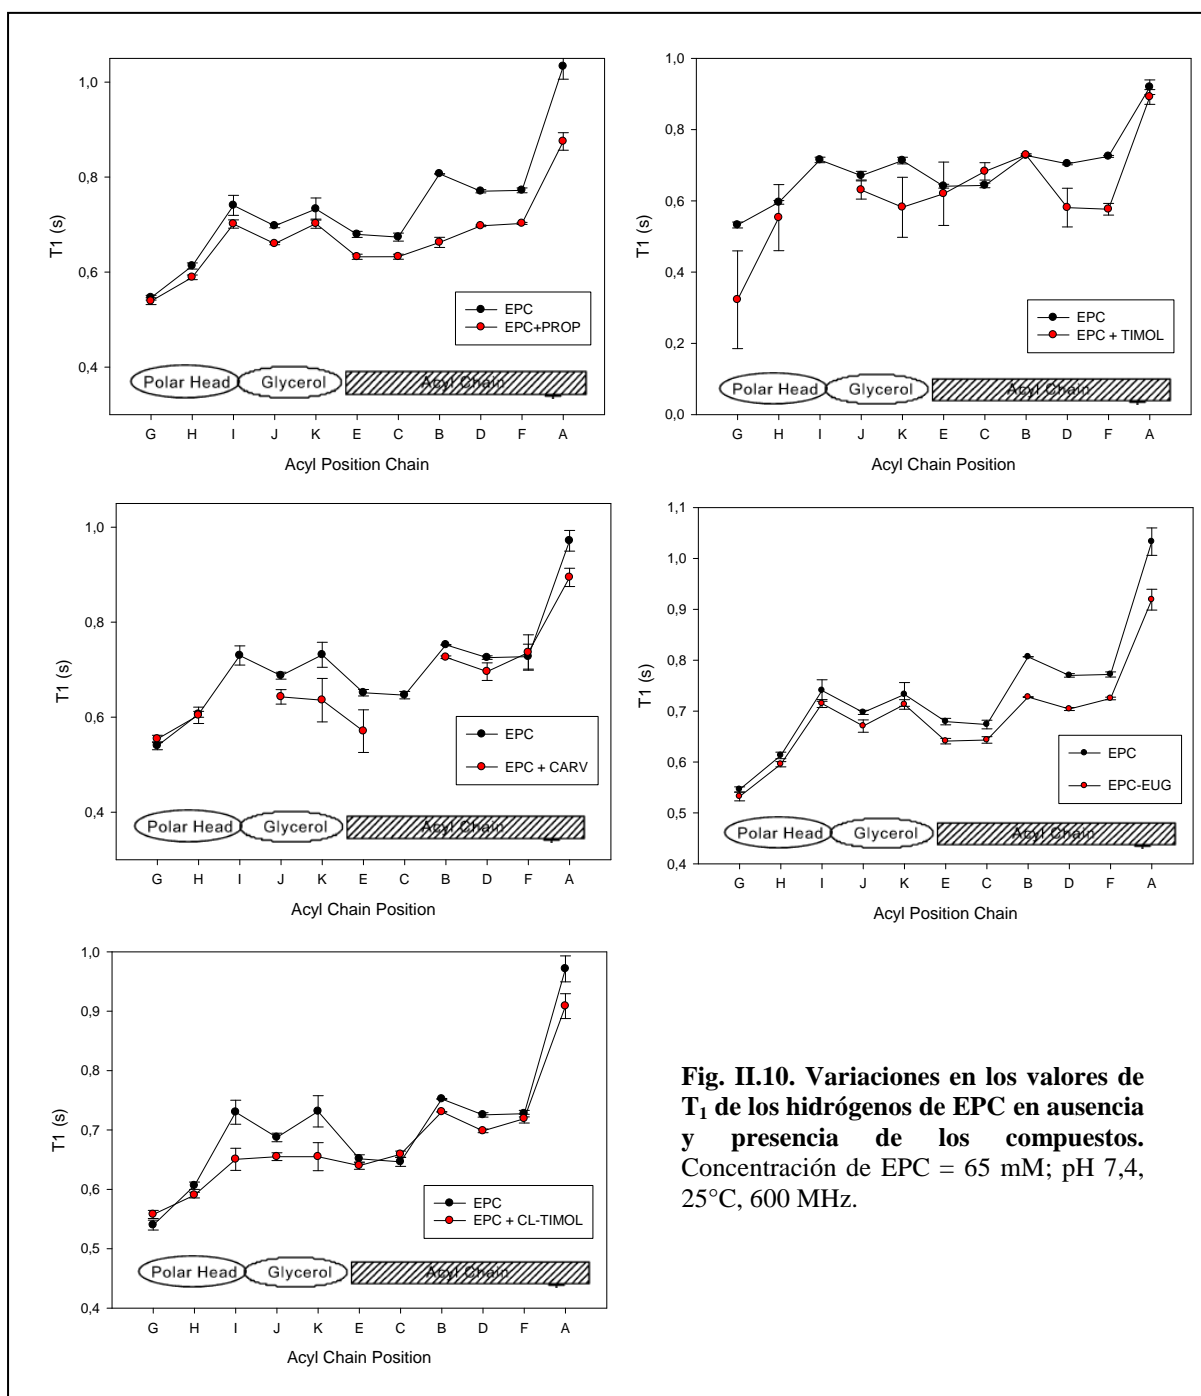 1,0
0,8
0,6
0,4
T1 (s)
EPC
EPC+PROP
Polar Head
Glycerol
Acyl Chain
G H I J K E C B D F A
Acyl Position Chain
1,0
0,8
0,6
0,4
0,2
0,0
T1 (s)
EPC
EPC + TIMOL
Polar Head
Glycerol
Acyl Chain
G H I J K E C B D F A
Acyl Chain Position
1,0
0,8
0,6
0,4
T1 (s)
EPC
EPC + CARV
Polar Head
Glycerol
Acyl Chain
G H I J K E C B D F A
Acyl Chain Position
1,1
1,0
0,9
0,8
0,7
0,6
0,5
0,4
T1 (s)
EPC
EPC-EUG
Polar Head
Glycerol
Acyl Chain
G H I J K E C B D F A
Acyl Position Chain
1,0
0,9
0,8
0,7
0,6
0,5
0,4
T1 (s)
EPC
EPC + CL-TIMOL
Polar Head
Glycerol
Acyl Chain
G H I J K E C B D F A
Acyl Chain Position
Fig. II.10. Variaciones en los valores de
T₁ de los hidrógenos de EPC en ausencia
y presencia de los compuestos.
Concentración de EPC = 65 mM; pH 7,4,
25°C, 600 MHz.